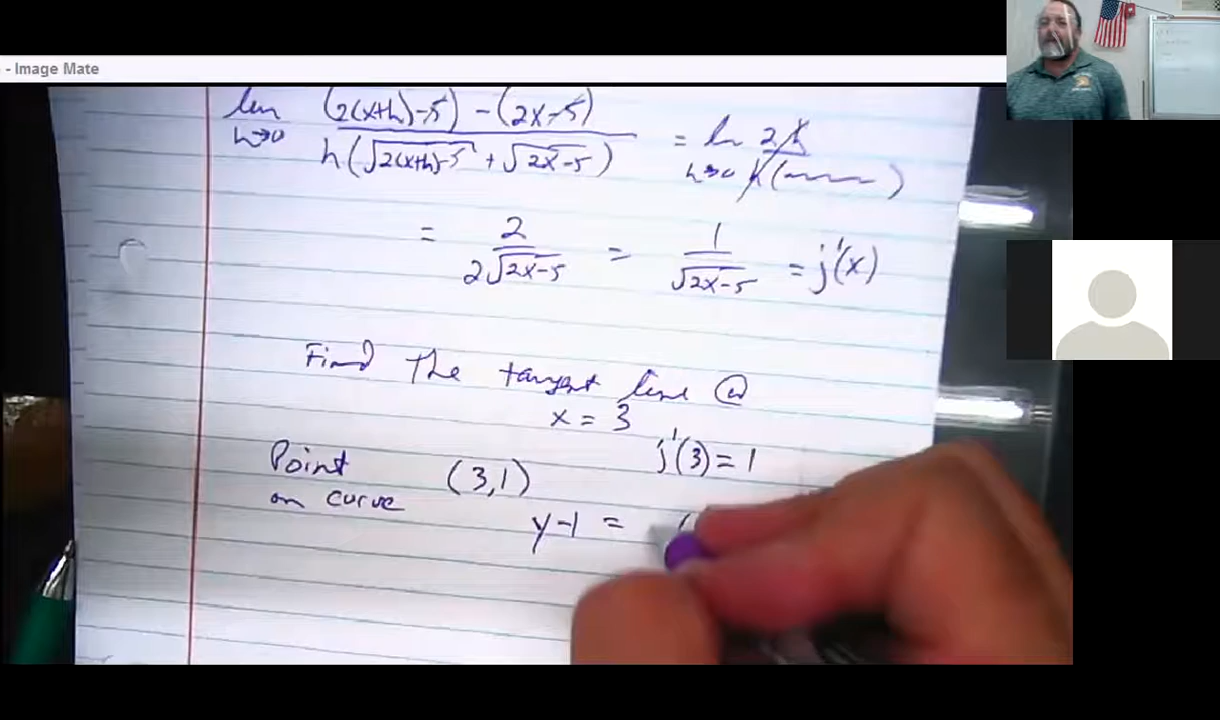 - Image Mate
lim h→0 (2(x+h)-5) - (2x-5) / h(√2(x+h)-5 + √2x-5) = lim h→0 2h / h(
= 2 / 2√2x-5 = 1 / √2x-5 = j'(x)
Find The tangent line @
x = 3
j'(3) = 1
Point (3,1)
on curve
y-1 = (